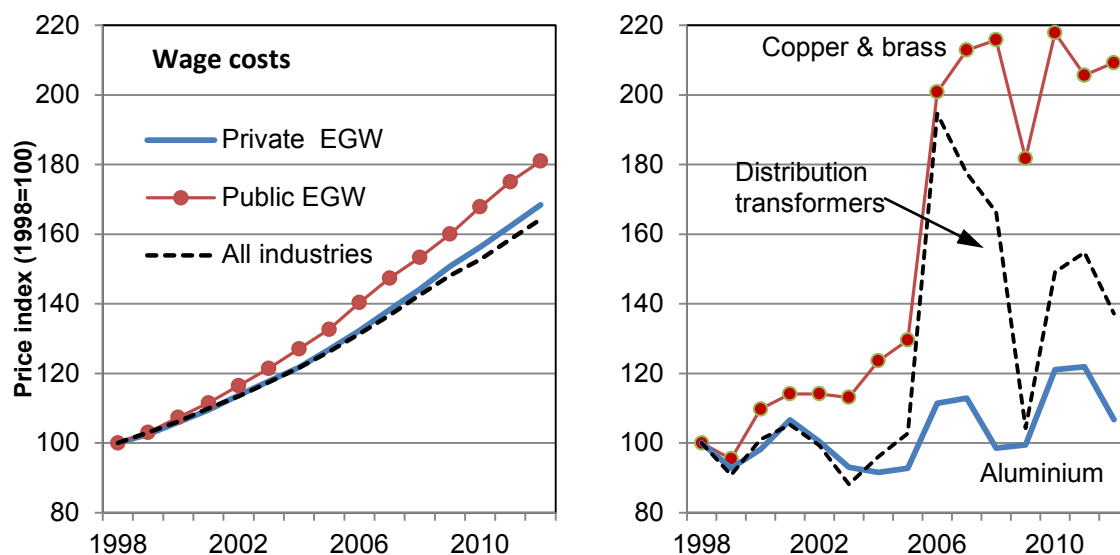 Wage costs
Price index (1998=100)
220
200
180
160
140
120
100
80
Private EGW
Public EGW
All industries
1998
2002
2006
2010
220
200
180
160
140
120
100
80
Copper & brass
Distribution
transformers
Aluminium
1998
2002
2006
2010